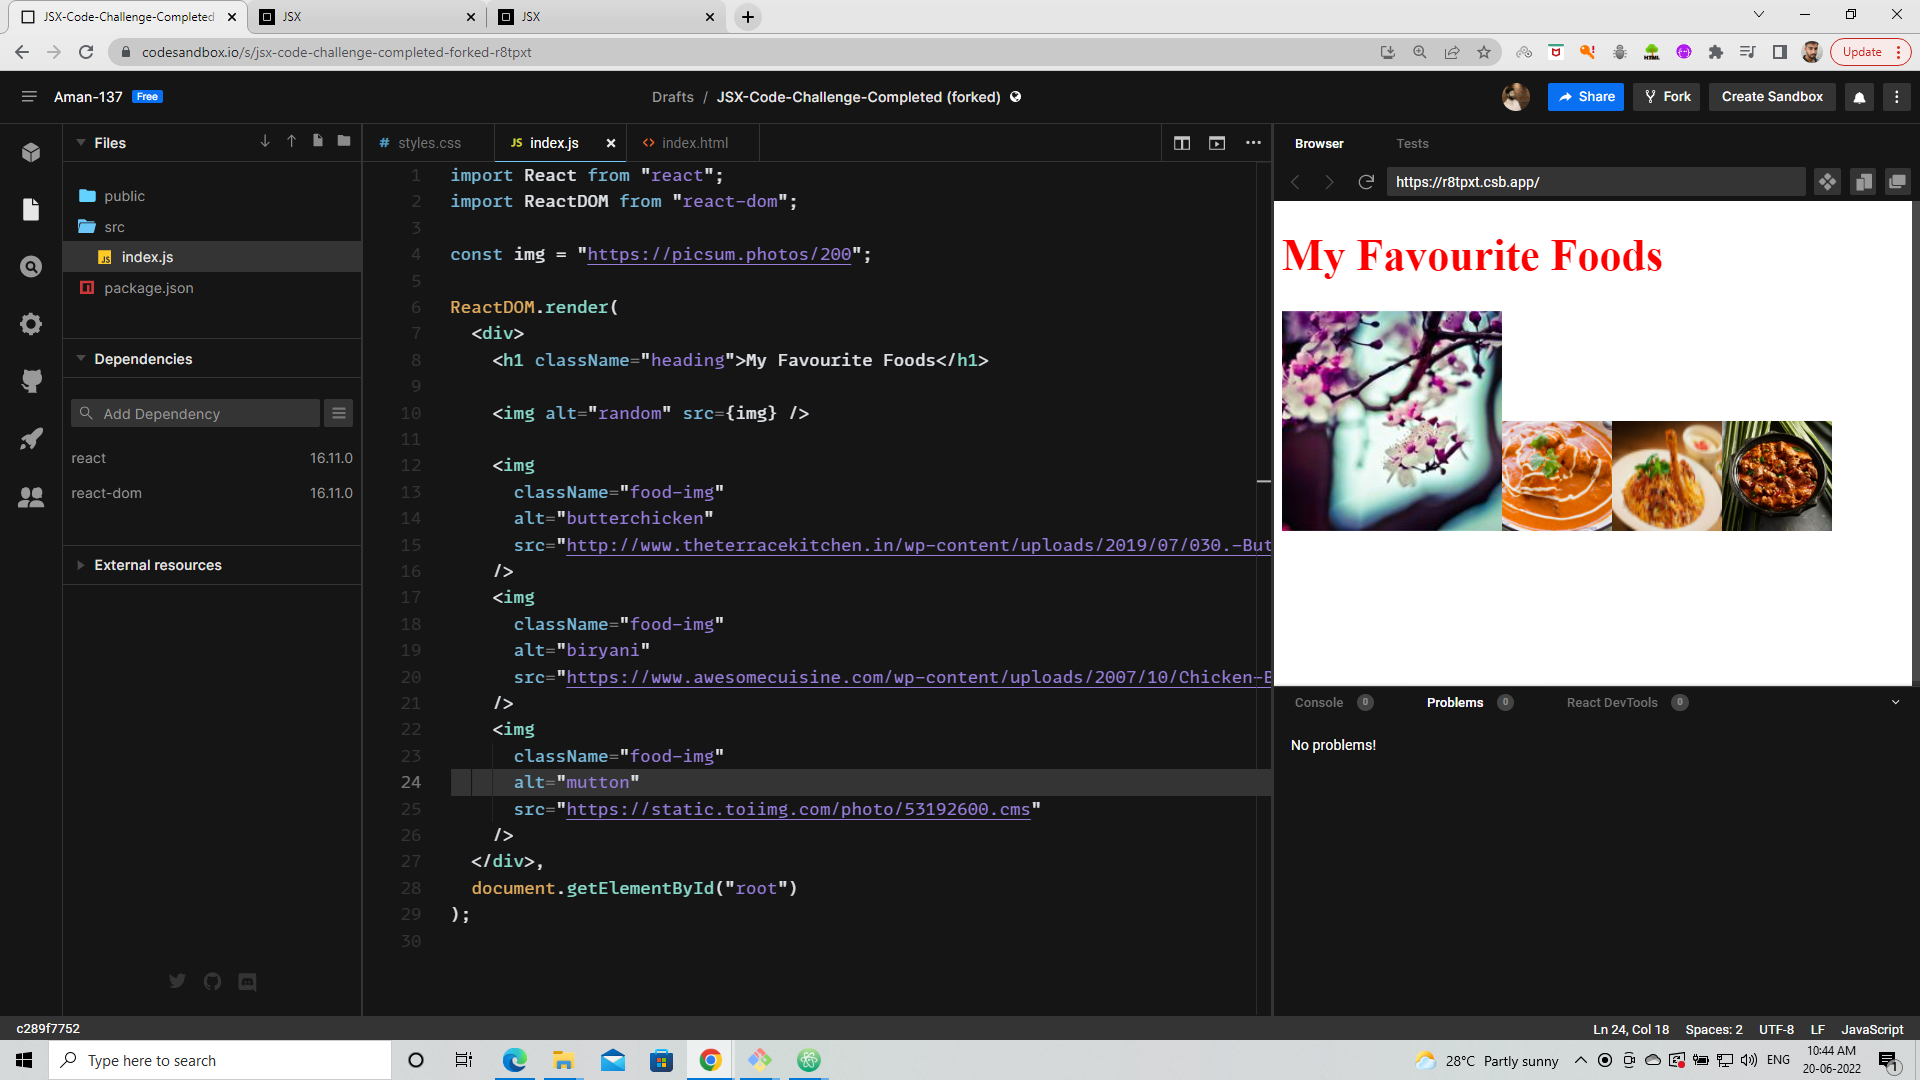 JSX-Code-Challenge-Completed
JSX
JSX
codesandbox.io/s/jsx-code-challenge-completed-forked-r8tpxt
Update
Aman-137 Free
Drafts / JSX-Code-Challenge-Completed (forked)
Share
Fork
Create Sandbox
Files
public
src
JS index.js
package.json
Dependencies
Add Dependency
react 16.11.0
react-dom 16.11.0
External resources
# styles.css
JS index.js
<> index.html
1 import React from "react";
2 import ReactDOM from "react-dom";
3
4 const img = "https://picsum.photos/200";
5
6 ReactDOM.render(
7 <div>
8 <h1 className="heading">My Favourite Foods</h1>
9
10 <img alt="random" src={img} />
11
12 <img
13 className="food-img"
14 alt="butterchicken"
15 src="http://www.theterracekitchen.in/wp-content/uploads/2019/07/030.-But
16 />
17 <img
18 className="food-img"
19 alt="biryani"
20 src="https://www.awesomecuisine.com/wp-content/uploads/2007/10/Chicken-B
21 />
22 <img
23 className="food-img"
24 alt="mutton"
25 src="https://static.toiimg.com/photo/53192600.cms"
26 />
27 </div>,
28 document.getElementById("root")
29 );
30
Browser Tests
https://r8tpxt.csb.app/
My Favourite Foods
Console 0 Problems 0 React DevTools 0
No problems!
c289f7752
Ln 24, Col 18 Spaces: 2 UTF-8 LF JavaScript
Type here to search
28°C Partly sunny
ENG
10:44 AM
20-06-2022
1